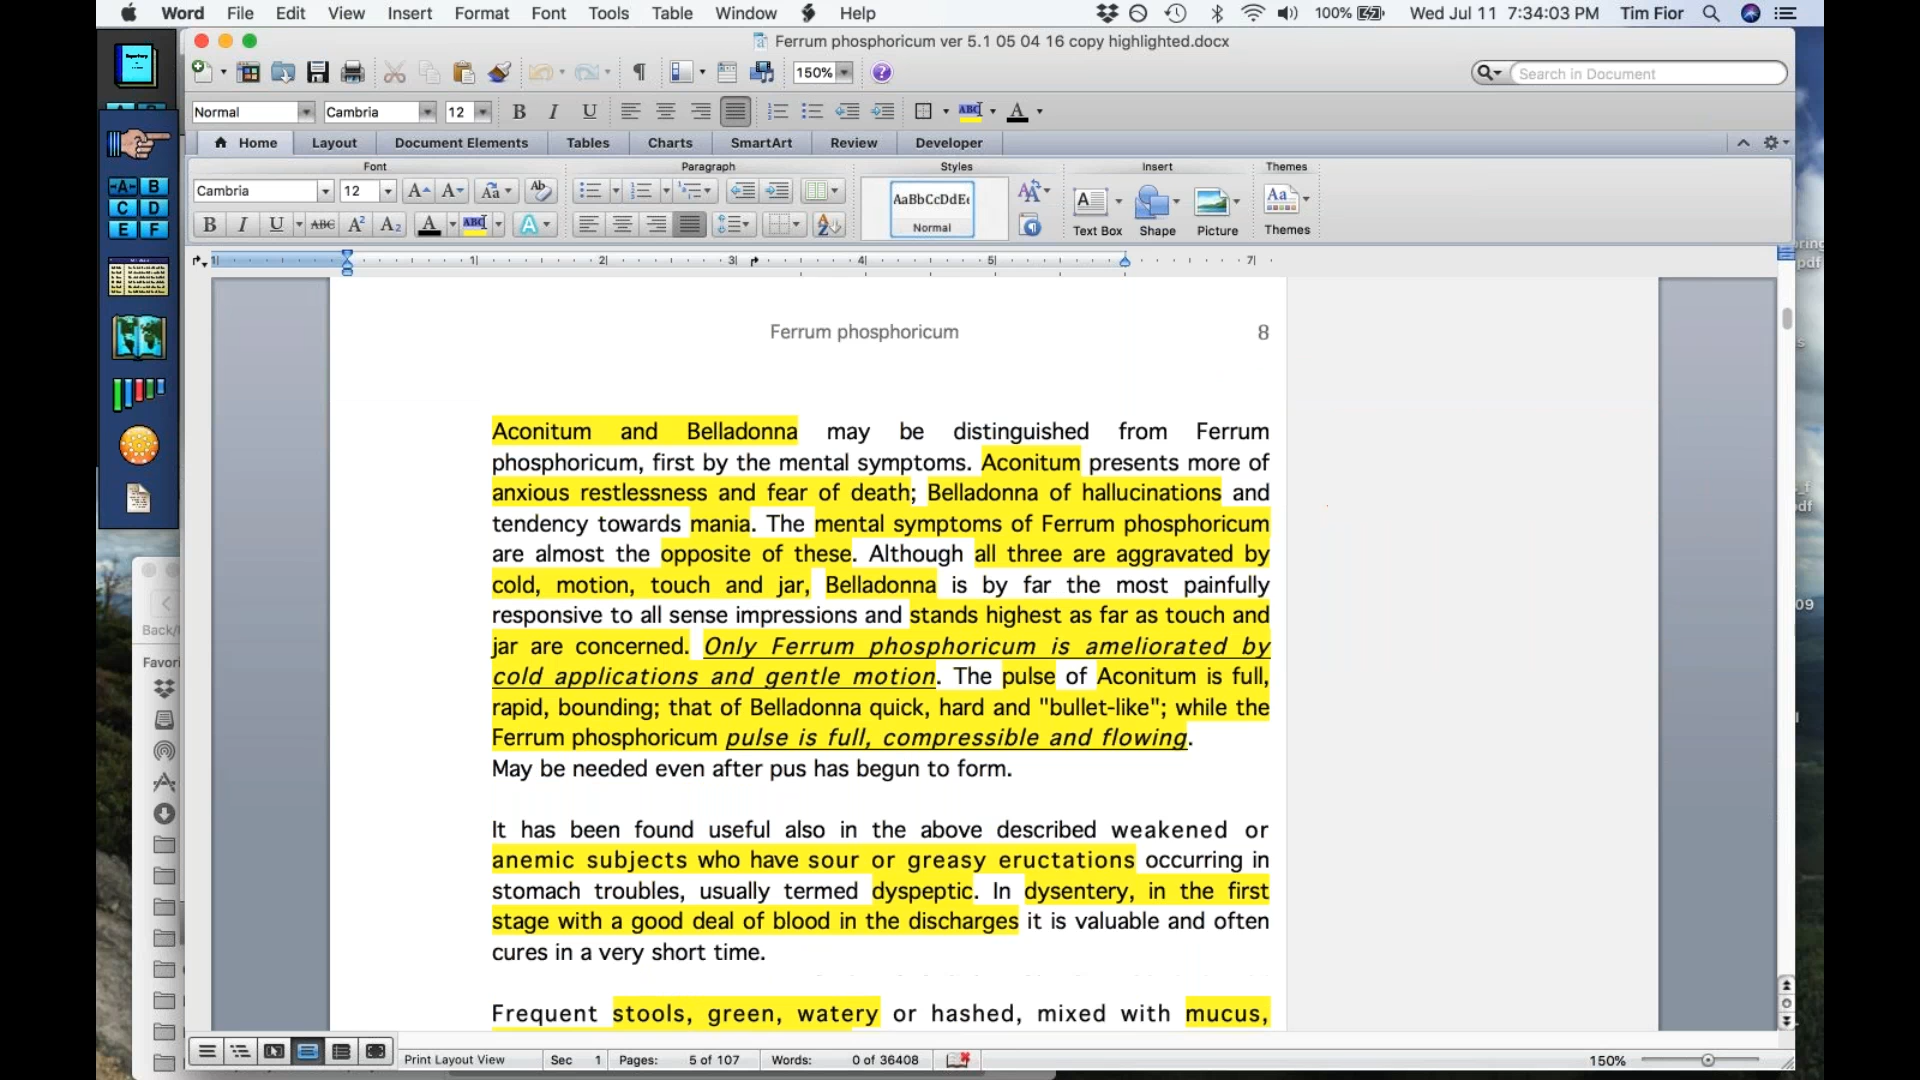 Word File Edit View Insert Format Font Tools Table Window Help 100% Wed Jul 11 7:34:03 PM Tim Fior
Ferrum phosphoricum ver 5.1 05 04 16 copy highlighted.docx
150% Search in Document
Normal Cambria 12 B I U ABC A
Home Layout Document Elements Tables Charts SmartArt Review Developer
Font Paragraph Styles Insert Themes
Cambria 12
AaBbCcDdEe
Normal
Text Box Shape Picture Themes
1 1 2 3 4 5 7
A B
C D
E F
Ferrum phosphoricum 8
Aconitum and Belladonna may be distinguished from Ferrum
phosphoricum, first by the mental symptoms. Aconitum presents more of
anxious restlessness and fear of death; Belladonna of hallucinations and
tendency towards mania. The mental symptoms of Ferrum phosphoricum
are almost the opposite of these. Although all three are aggravated by
cold, motion, touch and jar, Belladonna is by far the most painfully
responsive to all sense impressions and stands highest as far as touch and
jar are concerned. Only Ferrum phosphoricum is ameliorated by
cold applications and gentle motion. The pulse of Aconitum is full,
rapid, bounding; that of Belladonna quick, hard and "bullet-like"; while the
Ferrum phosphoricum pulse is full, compressible and flowing.
May be needed even after pus has begun to form.
It has been found useful also in the above described weakened or
anemic subjects who have sour or greasy eructations occurring in
stomach troubles, usually termed dyspeptic. In dysentery, in the first
stage with a good deal of blood in the discharges it is valuable and often
cures in a very short time.
Frequent stools, green, watery or hashed, mixed with mucus,
Back/
Favori
pdf
09
Print Layout View Sec 1 Pages: 5 of 107 Words: 0 of 36408 150%